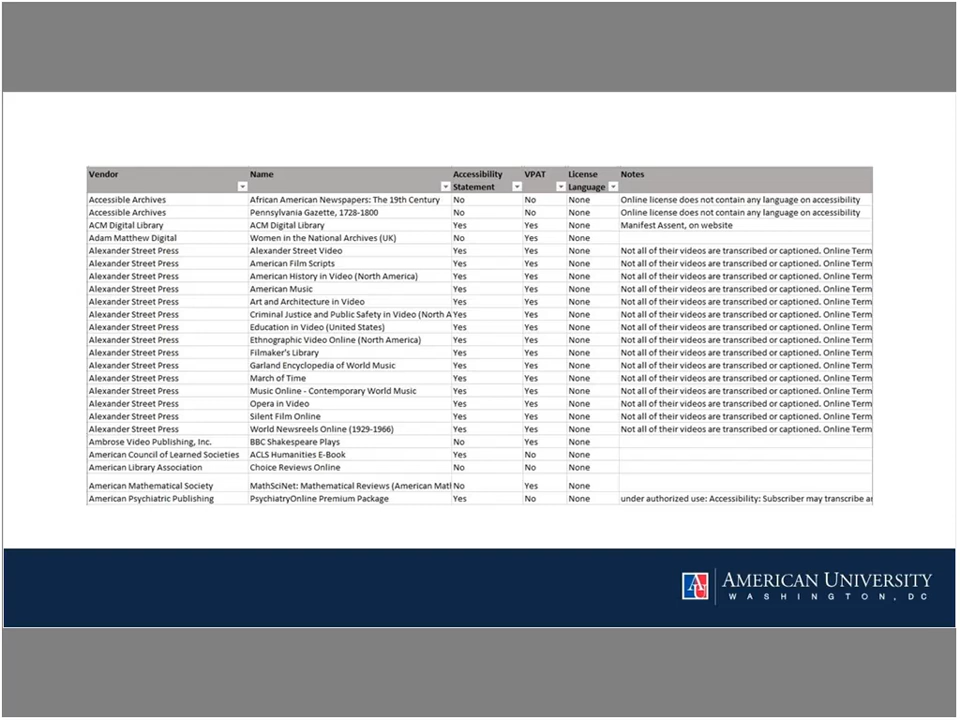 Vendor Name Accessibility Statement VPAT License Language Notes
Accessible Archives African American Newspapers: The 19th Century No No None Online license does not contain any language on accessibility
Accessible Archives Pennsylvania Gazette, 1728-1800 No No None Online license does not contain any language on accessibility
ACM Digital Library ACM Digital Library Yes Yes None Manifest Assent, on website
Adam Matthew Digital Women in the National Archives (UK) No Yes None
Alexander Street Press Alexander Street Video Yes Yes None Not all of their videos are transcribed or captioned. Online Term
Alexander Street Press American Film Scripts Yes Yes None Not all of their videos are transcribed or captioned. Online Term
Alexander Street Press American History in Video (North America) Yes Yes None Not all of their videos are transcribed or captioned. Online Term
Alexander Street Press American Music Yes Yes None Not all of their videos are transcribed or captioned. Online Term
Alexander Street Press Art and Architecture in Video Yes Yes None Not all of their videos are transcribed or captioned. Online Term
Alexander Street Press Criminal Justice and Public Safety in Video (North A Yes Yes None Not all of their videos are transcribed or captioned. Online Term
Alexander Street Press Education in Video (United States) Yes Yes None Not all of their videos are transcribed or captioned. Online Term
Alexander Street Press Ethnographic Video Online (North America) Yes Yes None Not all of their videos are transcribed or captioned. Online Term
Alexander Street Press Filmaker's Library Yes Yes None Not all of their videos are transcribed or captioned. Online Term
Alexander Street Press Garland Encyclopedia of World Music Yes Yes None Not all of their videos are transcribed or captioned. Online Term
Alexander Street Press March of Time Yes Yes None Not all of their videos are transcribed or captioned. Online Term
Alexander Street Press Music Online - Contemporary World Music Yes Yes None Not all of their videos are transcribed or captioned. Online Term
Alexander Street Press Opera in Video Yes Yes None Not all of their videos are transcribed or captioned. Online Term
Alexander Street Press Silent Film Online Yes Yes None Not all of their videos are transcribed or captioned. Online Term
Alexander Street Press World Newsreels Online (1929-1966) Yes Yes None Not all of their videos are transcribed or captioned. Online Term
Ambrose Video Publishing, Inc. BBC Shakespeare Plays No Yes None
American Council of Learned Societies ACLS Humanities E-Book Yes No None
American Library Association Choice Reviews Online No No None
American Mathematical Society MathSciNet: Mathematical Reviews (American Mat No Yes None
American Psychiatric Publishing PsychiatryOnline Premium Package Yes No None under authorized use: Accessibility: Subscriber may transcribe a
AMERICAN UNIVERSITY
WASHINGTON, DC